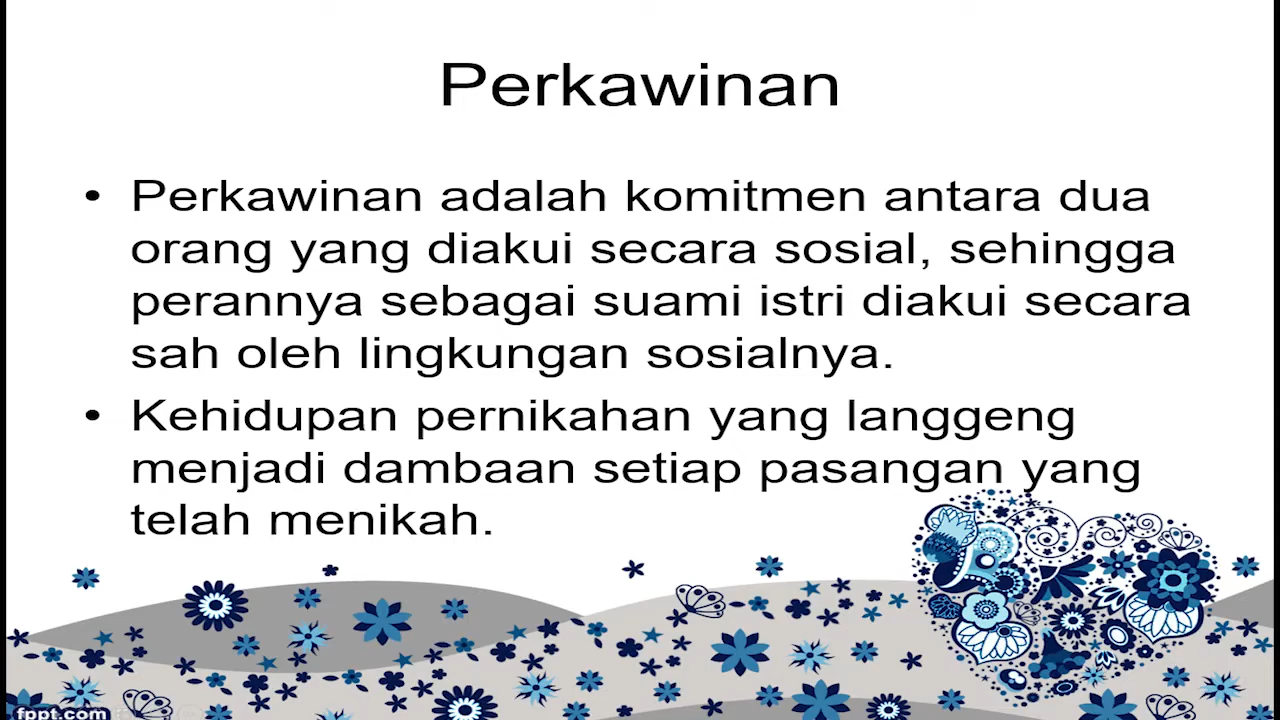 Perkawinan
• Perkawinan adalah komitmen antara dua
orang yang diakui secara sosial, sehingga
perannya sebagai suami istri diakui secara
sah oleh lingkungan sosialnya.
• Kehidupan pernikahan yang langgeng
menjadi dambaan setiap pasangan yang
telah menikah.
fppt.com